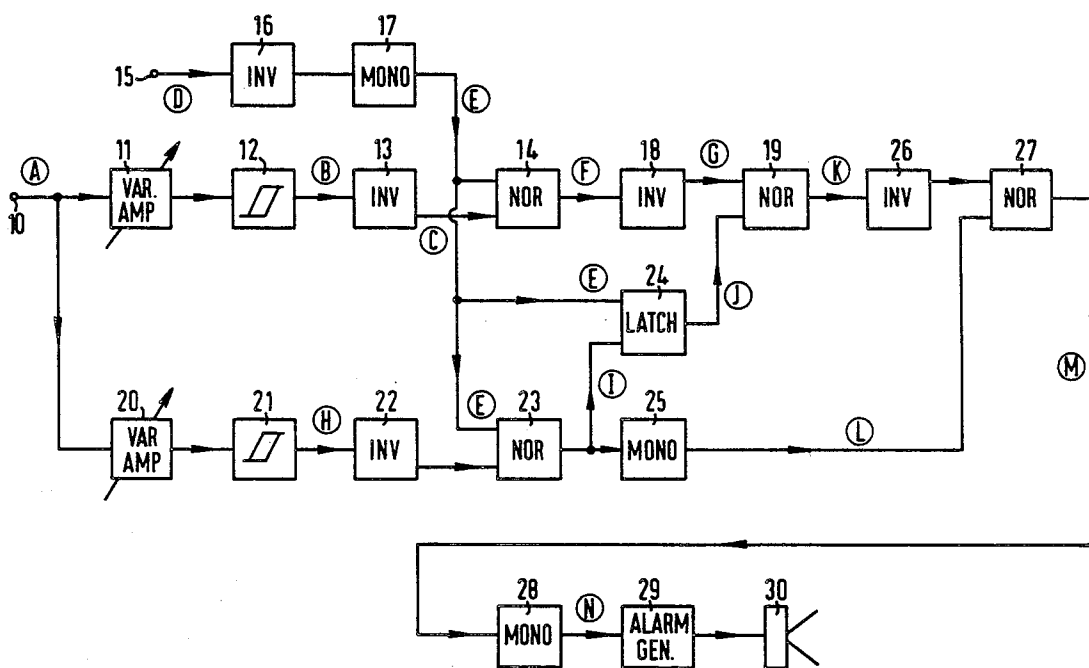 16
17
15
INV
MONO
D
E
A
11
12
B
13
14
F
18
G
19
K
26
27
VAR.
AMP
INV
NOR
INV
NOR
INV
NOR
10
C
E
24
J
LATCH
M
I
20
21
H
22
E
23
25
L
VAR
AMP
INV
NOR
MONO
28
N
29
30
MONO
ALARM
GEN.